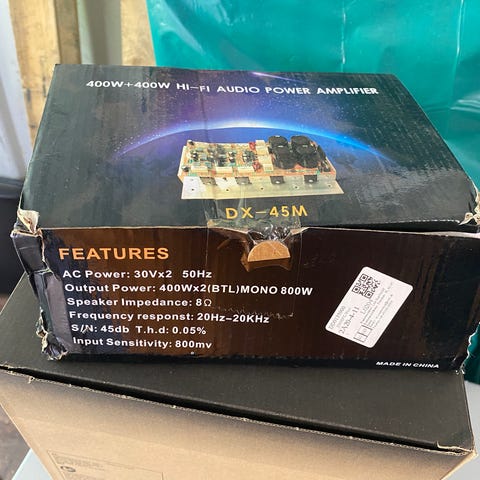 400W+400W HI-FI AUDIO POWER AMPLIFIER
DX-45M
FEATURES
AC Power: 30Vx2 50Hz
Output Power: 400Wx2(BTL)MONO 800W
Speaker Impedance: 8Ω
Frequency responst: 20Hz-20KHz
S/N: 45db T.h.d: 0.05%
Input Sensitivity: 800mv
MADE IN CHINA